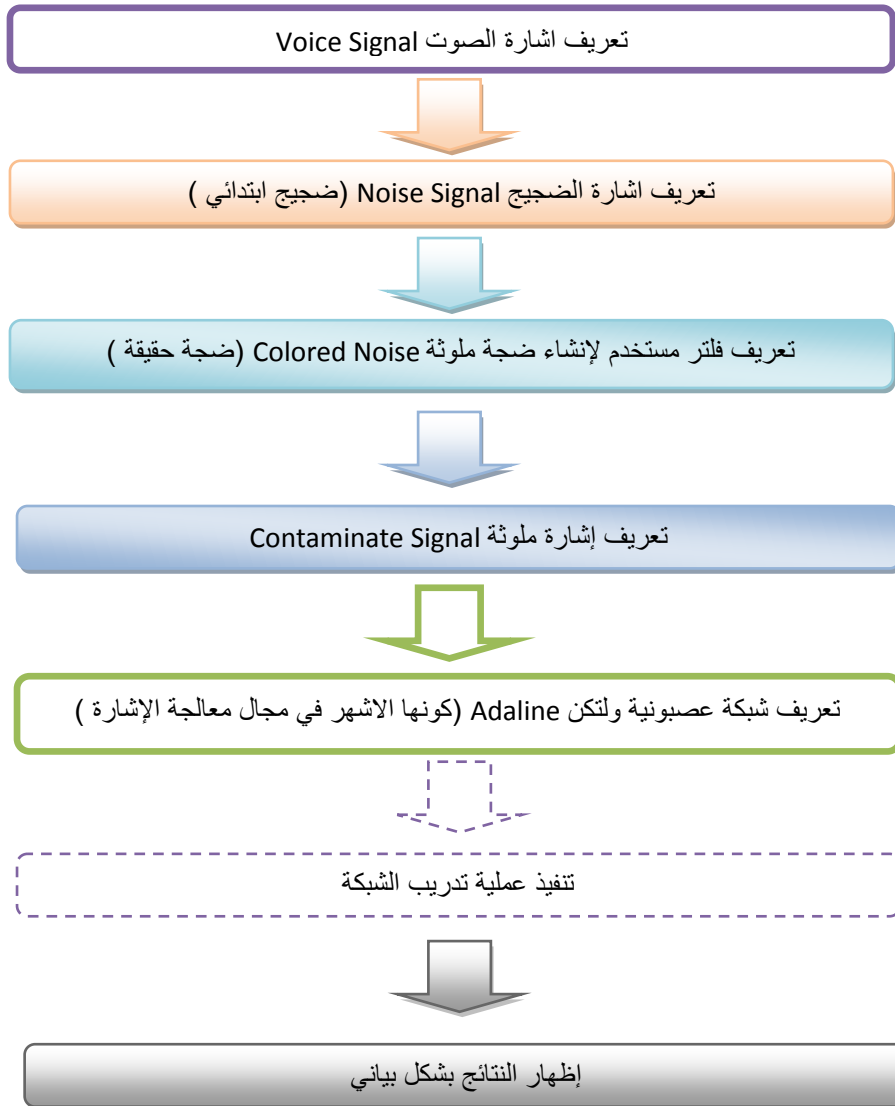 تعريف اشارة الصوت Voice Signal
تعريف اشارة الضجيج Noise Signal (ضجيج ابتدائي )
تعريف فلتر مستخدم لإنشاء ضجة ملوثة Colored Noise (ضجة حقيقة )
تعريف إشارة ملوثة Contaminate Signal
تعريف شبكة عصبونية ولتكن Adaline (كونها الاشهر في مجال معالجة الإشارة )
تنفيذ عملية تدريب الشبكة
إظهار النتائج بشكل بياني